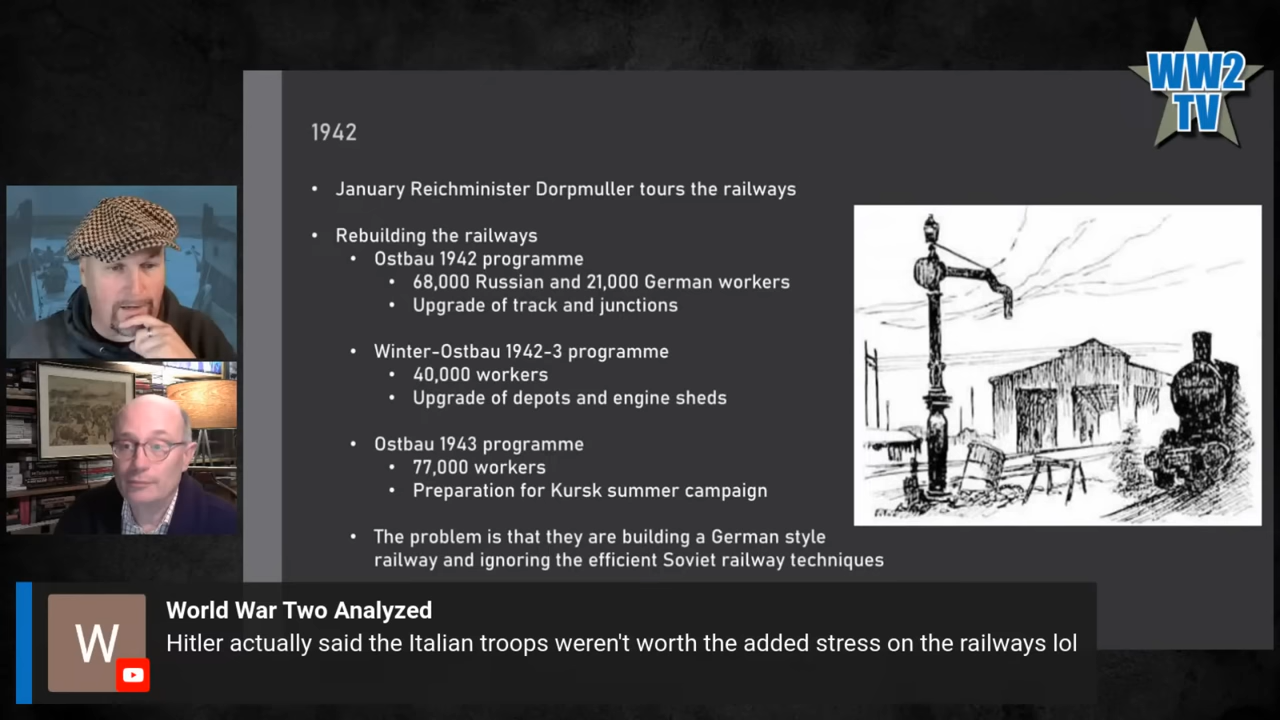 WW2
TV
1942
• January Reichminister Dorpmuller tours the railways
• Rebuilding the railways
• Ostbau 1942 programme
• 68,000 Russian and 21,000 German workers
• Upgrade of track and junctions
• Winter-Ostbau 1942-3 programme
• 40,000 workers
• Upgrade of depots and engine sheds
• Ostbau 1943 programme
• 77,000 workers
• Preparation for Kursk summer campaign
• The problem is that they are building a German style
railway and ignoring the efficient Soviet railway techniques
W
World War Two Analyzed
Hitler actually said the Italian troops weren't worth the added stress on the railways lol